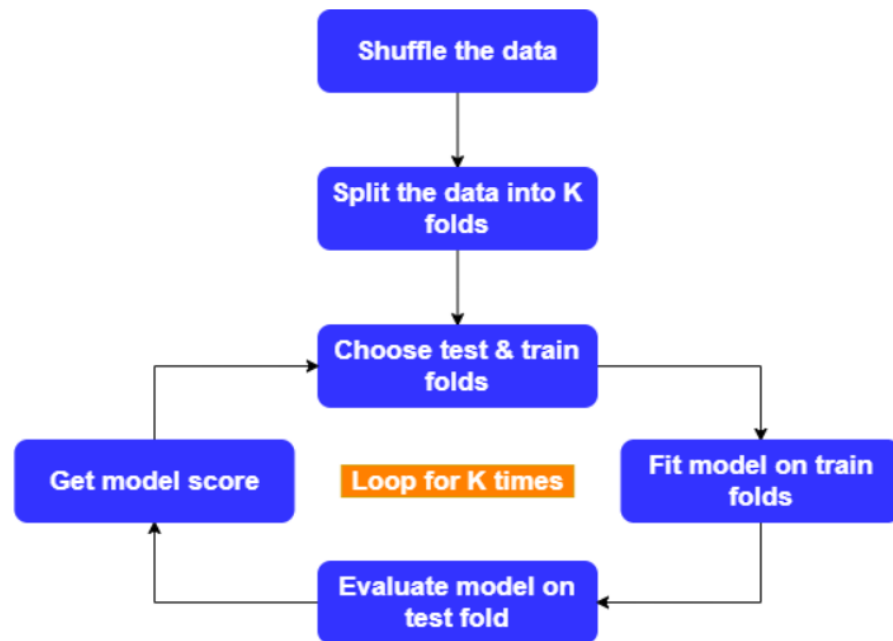 Shuffle the data
Split the data into K
folds
Choose test & train
folds
Get model score
Loop for K times
Fit model on train
folds
Evaluate model on
test fold